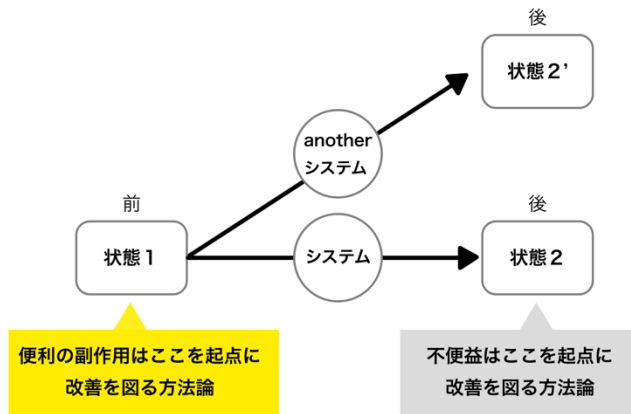 後
状態２’
another
システム
前
後
状態１
システム
状態２
便利の副作用はここを起点に
改善を図る方法論
不便益はここを起点に
改善を図る方法論